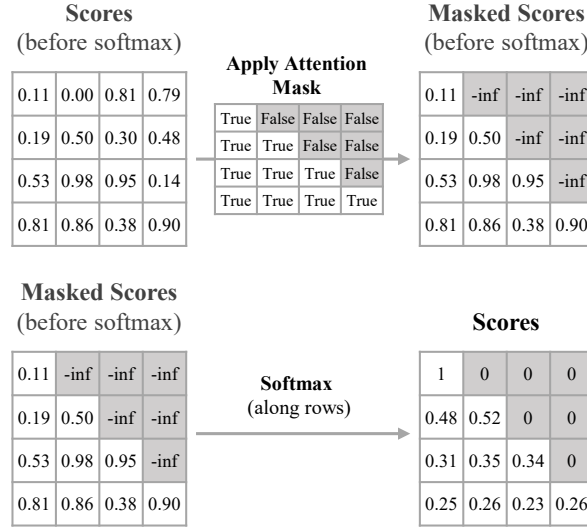 Scores
(before softmax)
0.11 0.00 0.81 0.79
0.19 0.50 0.30 0.48
0.53 0.98 0.95 0.14
0.81 0.86 0.38 0.90
Apply Attention
Mask
True False False False
True True False False
True True True False
True True True True
Masked Scores
(before softmax)
0.11 -inf -inf -inf
0.19 0.50 -inf -inf
0.53 0.98 0.95 -inf
0.81 0.86 0.38 0.90
Masked Scores
(before softmax)
0.11 -inf -inf -inf
0.19 0.50 -inf -inf
0.53 0.98 0.95 -inf
0.81 0.86 0.38 0.90
Softmax
(along rows)
Scores
1 0 0 0
0.48 0.52 0 0
0.31 0.35 0.34 0
0.25 0.26 0.23 0.26